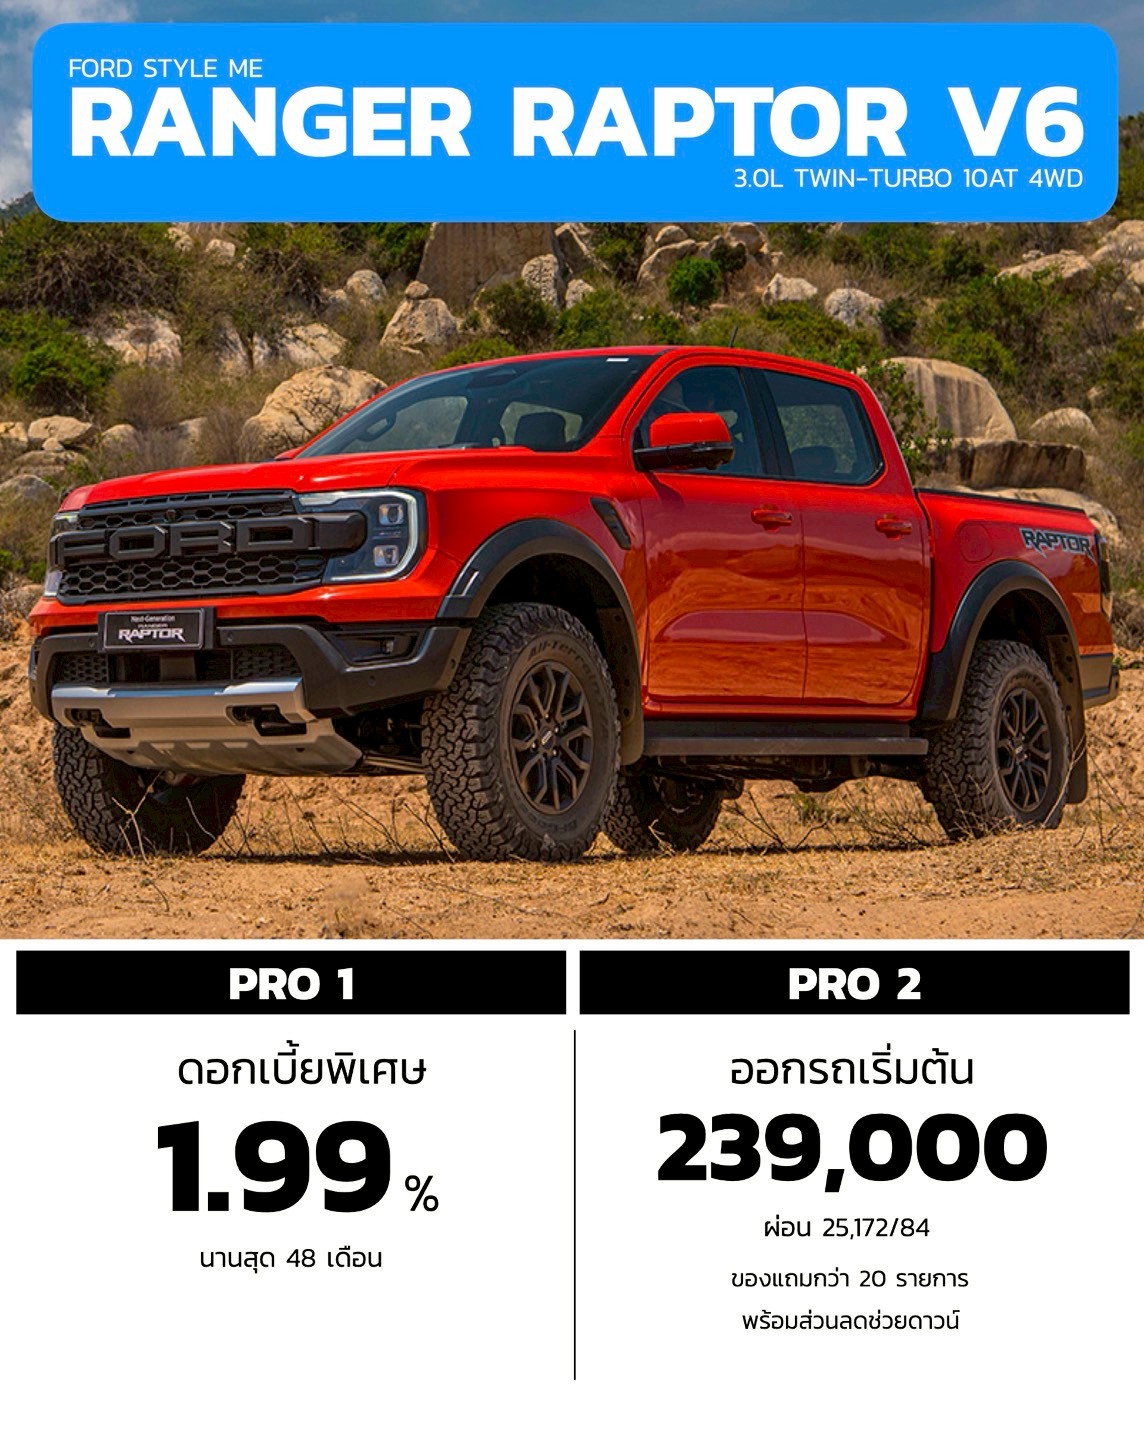 FORD STYLE ME
RANGER RAPTOR V6
3.0L TWIN-TURBO 10AT 4WD
RAPTOR
FORD
Next-Generation
RANGER
RAPTOR
PRO 1
ดอกเบี้ยพิเศษ
1.99 %
นานสุด 48 เดือน
PRO 2
ออกรถเริ่มต้น
239,000
ผ่อน 25,172/84
ของแถมกว่า 20 รายการ
พร้อมส่วนลดช่วยดาวน์